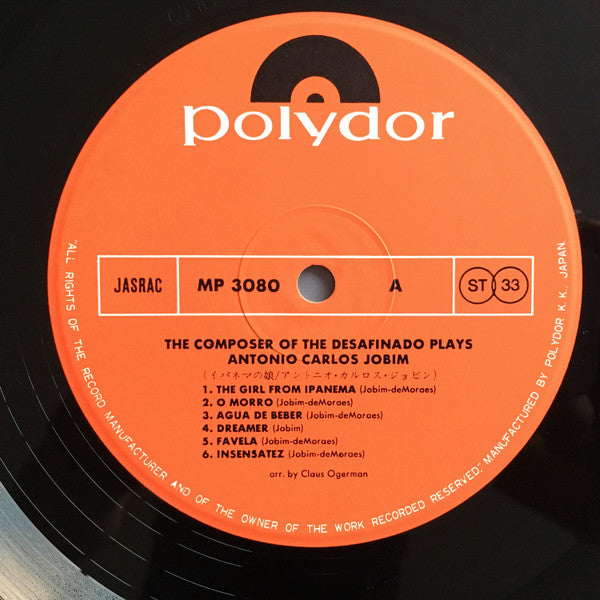 polydor
JASRAC
MP 3080
A
ST 33
THE COMPOSER OF THE DESAFINADO PLAYS
ANTONIO CARLOS JOBIM
(イパネマの娘/アントニオ・カルロス・ジョビン)
1. THE GIRL FROM IPANEMA (Jobim-deMoraes)
2. O MORRO (Jobim-deMoraes)
3. AGUA DE BEBER (Jobim-deMoraes)
4. DREAMER (Jobim)
5. FAVELA (Jobim-deMoraes)
6. INSENSATEZ (Jobim-deMoraes)
arr. by Claus Ogerman
"ALL RIGHTS OF THE RECORD MANUFACTURER AND OF THE OWNER OF THE WORK RECORDED RESERVED," MANUFACTURED BY POLYDOR K.K., JAPAN.